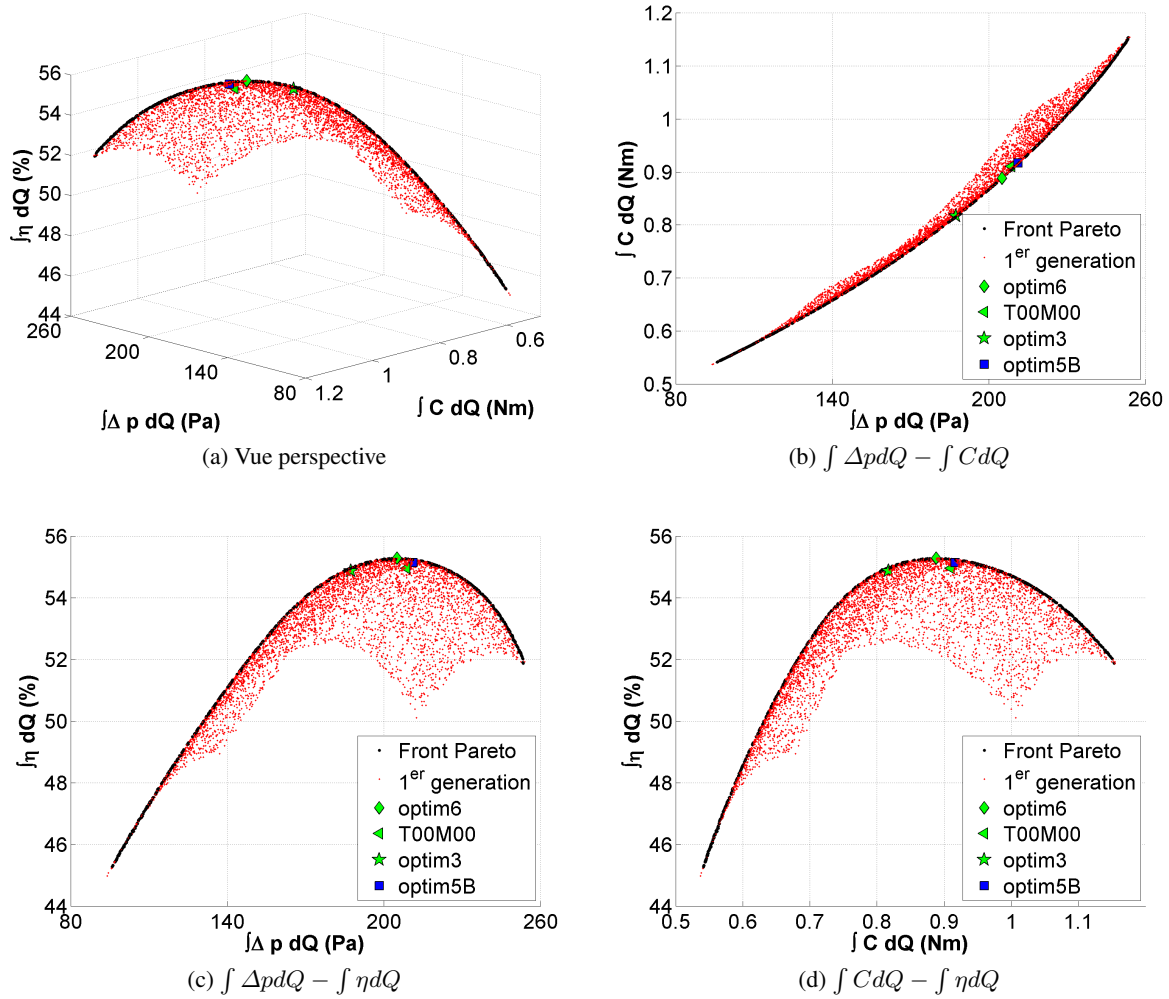 56
54
52
50
48
46
44
∫η dQ (%)
260
200
140
80
∫Δ p dQ (Pa)
1.2
1
0.8
0.6
∫ C dQ (Nm)
(a) Vue perspective
1.2
1.1
1
0.9
0.8
0.7
0.6
0.5
∫ C dQ (Nm)
80
140
200
260
∫Δ p dQ (Pa)
Front Pareto
1er generation
optim6
T00M00
optim3
optim5B
(b) ∫ ΔpdQ − ∫ CdQ
56
54
52
50
48
46
44
∫η dQ (%)
80
140
200
260
∫Δ p dQ (Pa)
Front Pareto
1er generation
optim6
T00M00
optim3
optim5B
(c) ∫ ΔpdQ − ∫ ηdQ
56
54
52
50
48
46
44
∫η dQ (%)
0.5
0.6
0.7
0.8
0.9
1
1.1
∫ C dQ (Nm)
Front Pareto
1er generation
optim6
T00M00
optim3
optim5B
(d) ∫ CdQ − ∫ ηdQ